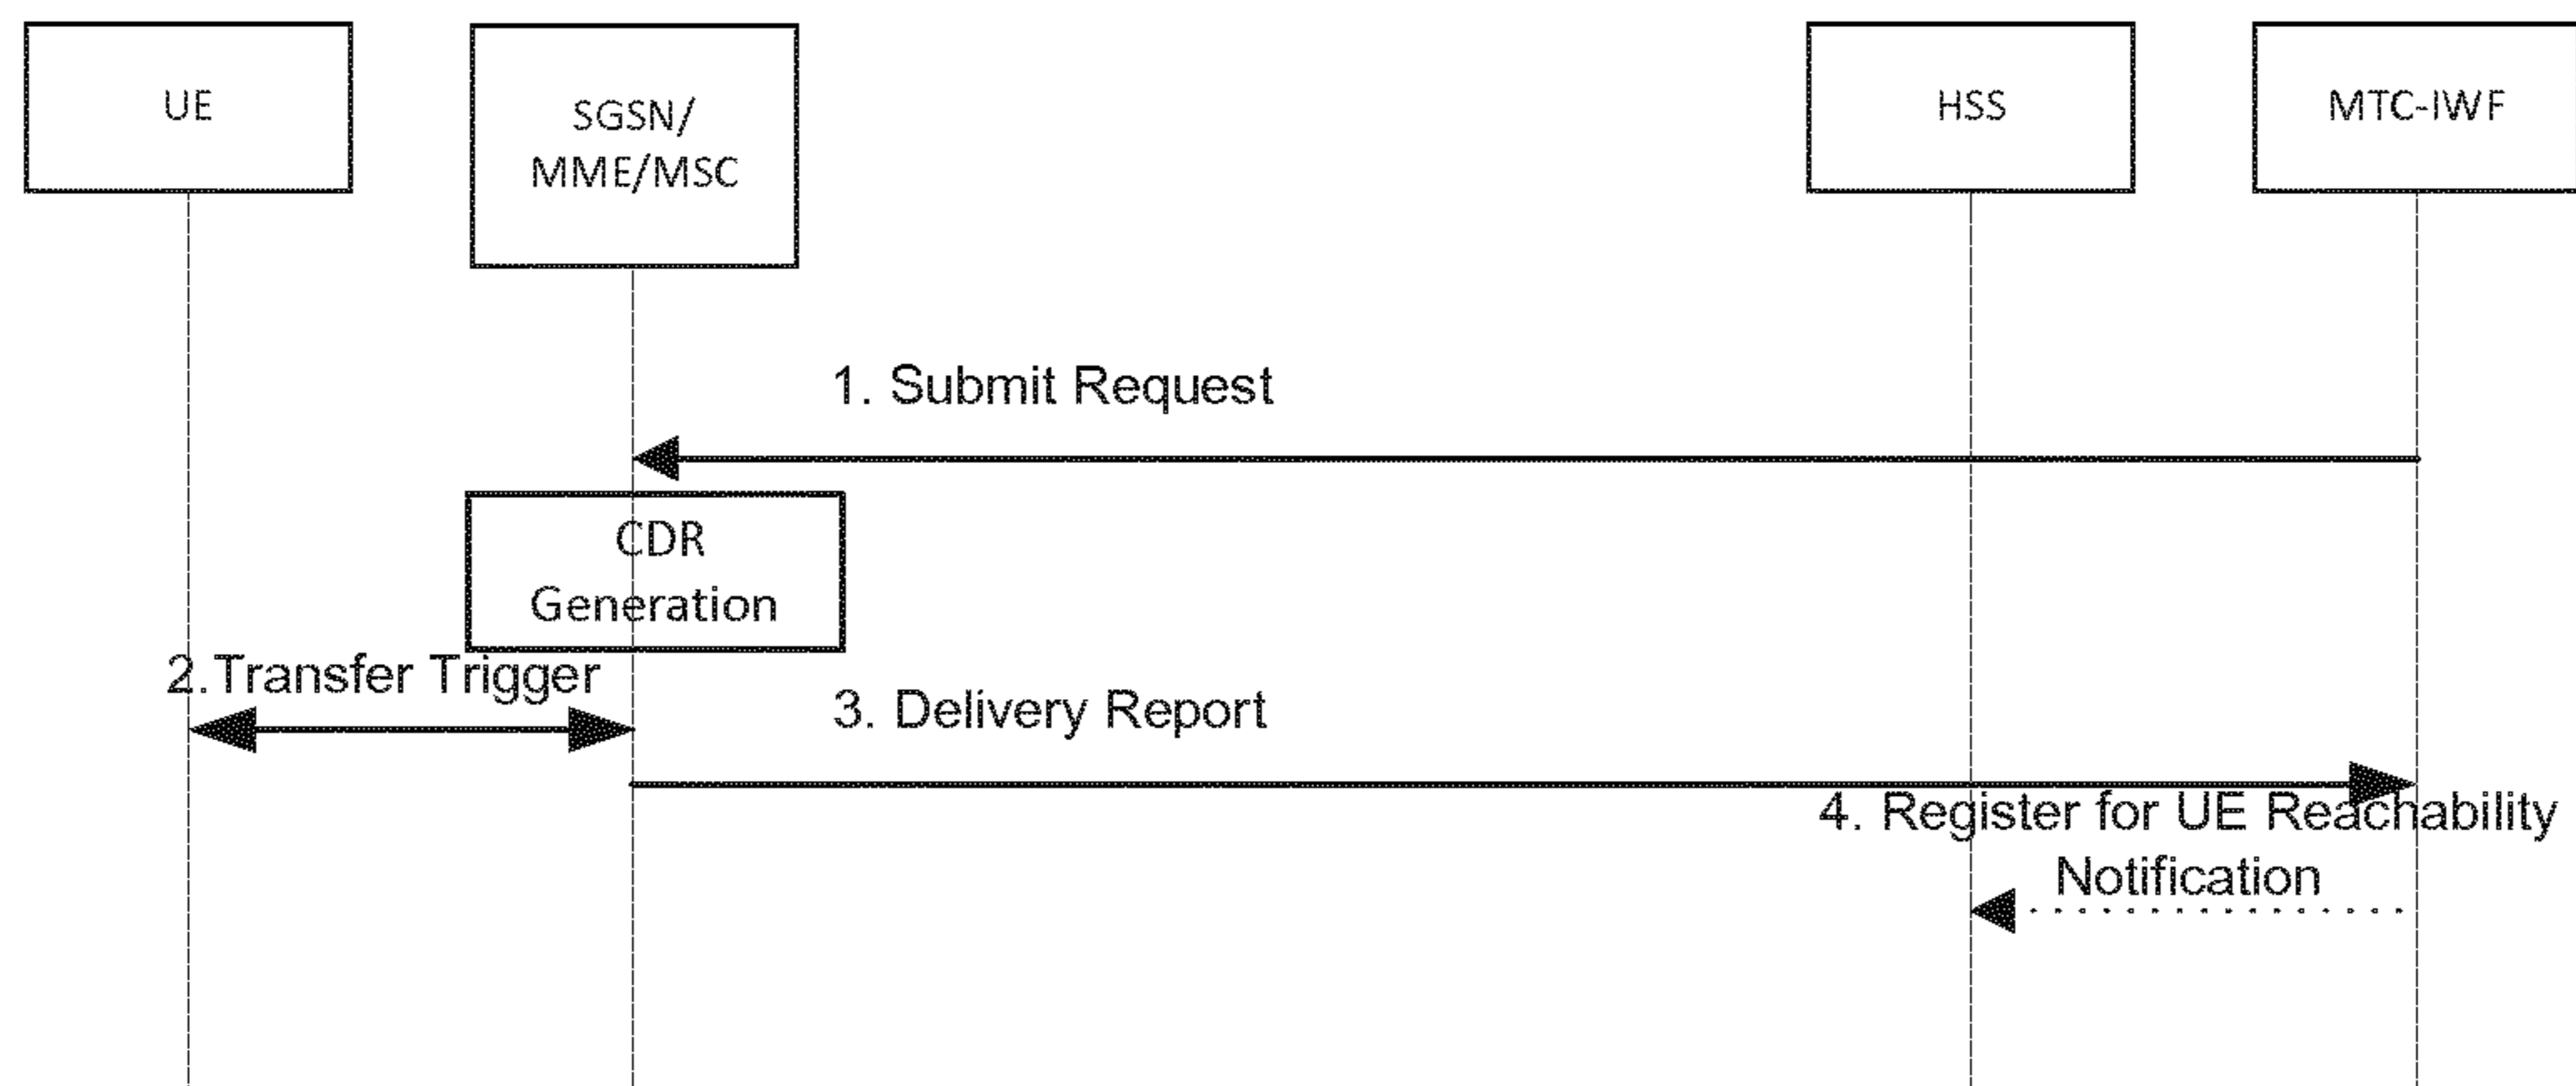 UE
SGSN/
MME/MSC
HSS
MTC-IWF
1. Submit Request
CDR
Generation
2.Transfer Trigger
3. Delivery Report
4. Register for UE Reachability
Notification